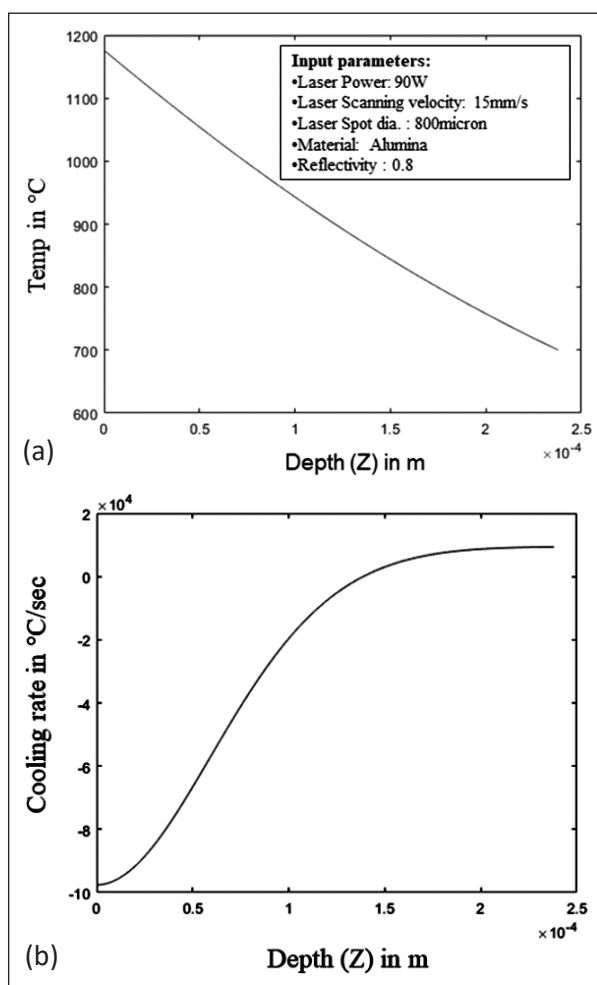 1200
1100
1000
900
800
700
600
Temp in °C
Input parameters:
•Laser Power: 90W
•Laser Scanning velocity: 15mm/s
•Laser Spot dia. : 800micron
•Material: Alumina
•Reflectivity : 0.8
0 0.5 1 1.5 2 2.5
× 10⁻⁴
Depth (Z) in m
(a)
× 10⁴
2
0
-2
-4
-6
-8
-10
Cooling rate in °C/sec
0 0.5 1 1.5 2 2.5
× 10⁻⁴
Depth (Z) in m
(b)